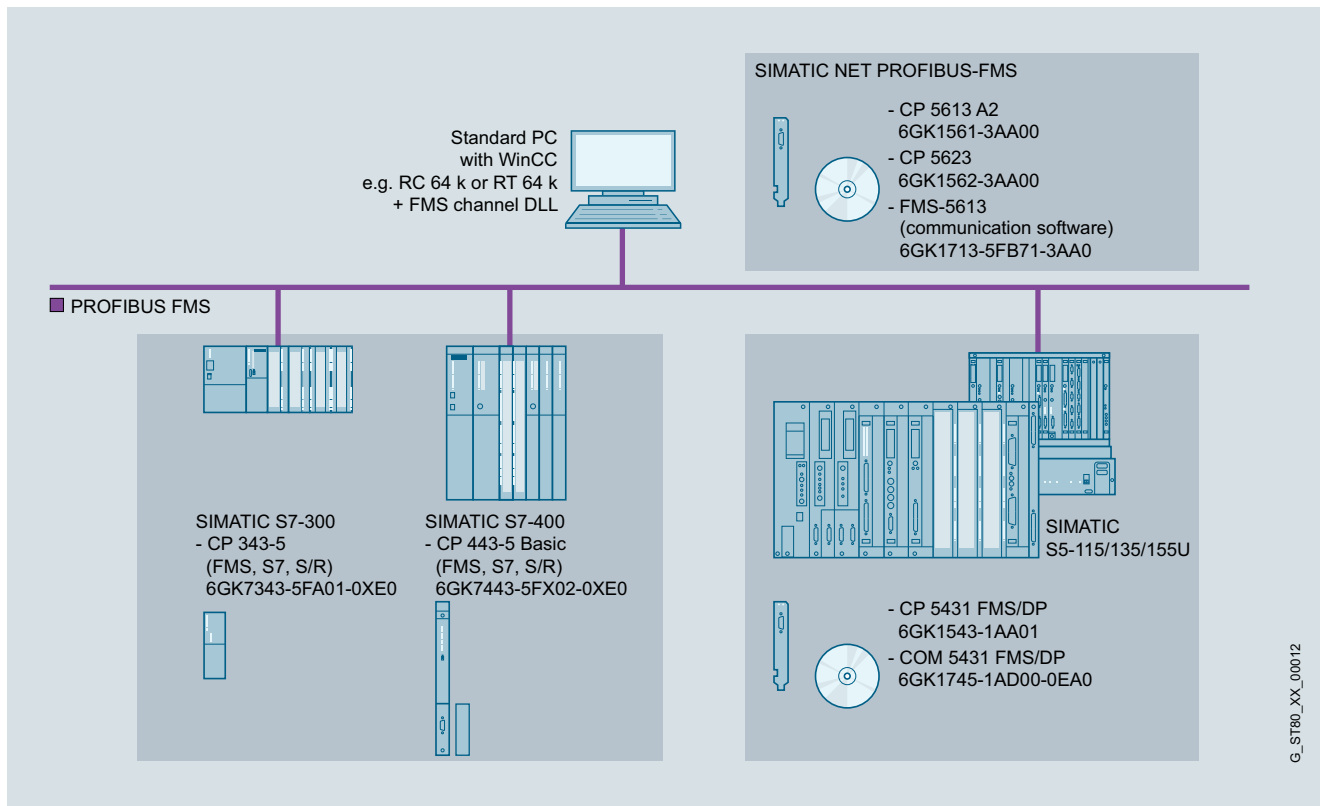 SIMATIC NET PROFIBUS-FMS
- CP 5613 A2
6GK1561-3AA00
- CP 5623
6GK1562-3AA00
- FMS-5613
(communication software)
6GK1713-5FB71-3AA0
Standard PC
with WinCC
e.g. RC 64 k or RT 64 k
+ FMS channel DLL
PROFIBUS FMS
SIMATIC S7-300
- CP 343-5
(FMS, S7, S/R)
6GK7343-5FA01-0XE0
SIMATIC S7-400
- CP 443-5 Basic
(FMS, S7, S/R)
6GK7443-5FX02-0XE0
SIMATIC
S5-115/135/155U
- CP 5431 FMS/DP
6GK1543-1AA01
- COM 5431 FMS/DP
6GK1745-1AD00-0EA0
G_ST80_XX_00012